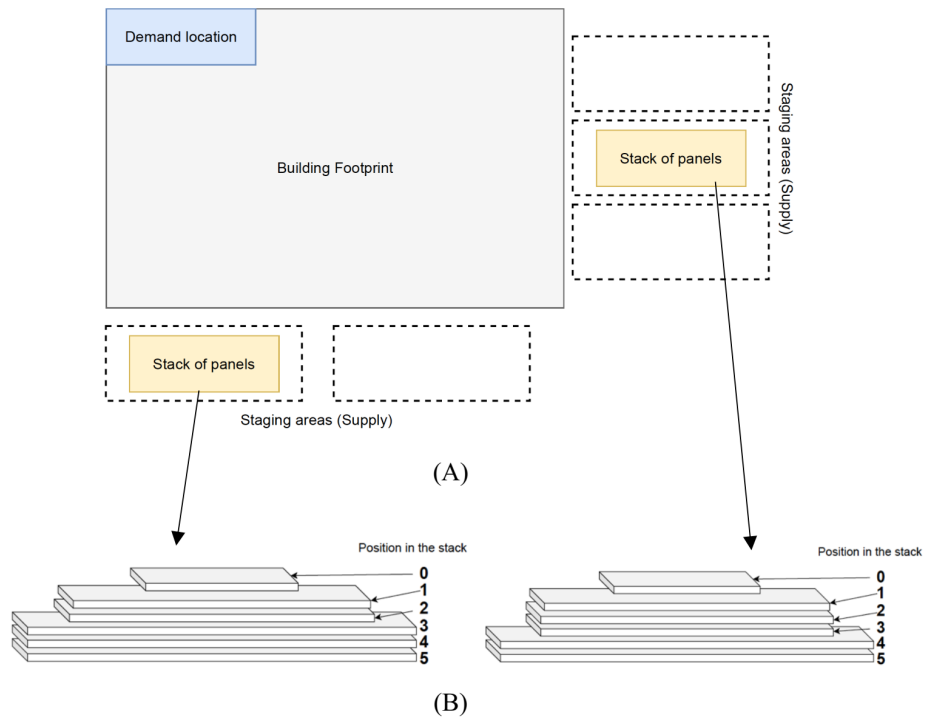 Demand location
Building Footprint
Stack of panels
Staging areas (Supply)
Stack of panels
Staging areas (Supply)
(A)
Position in the stack
0
1
2
3
4
5
Position in the stack
0
1
2
3
4
5
(B)